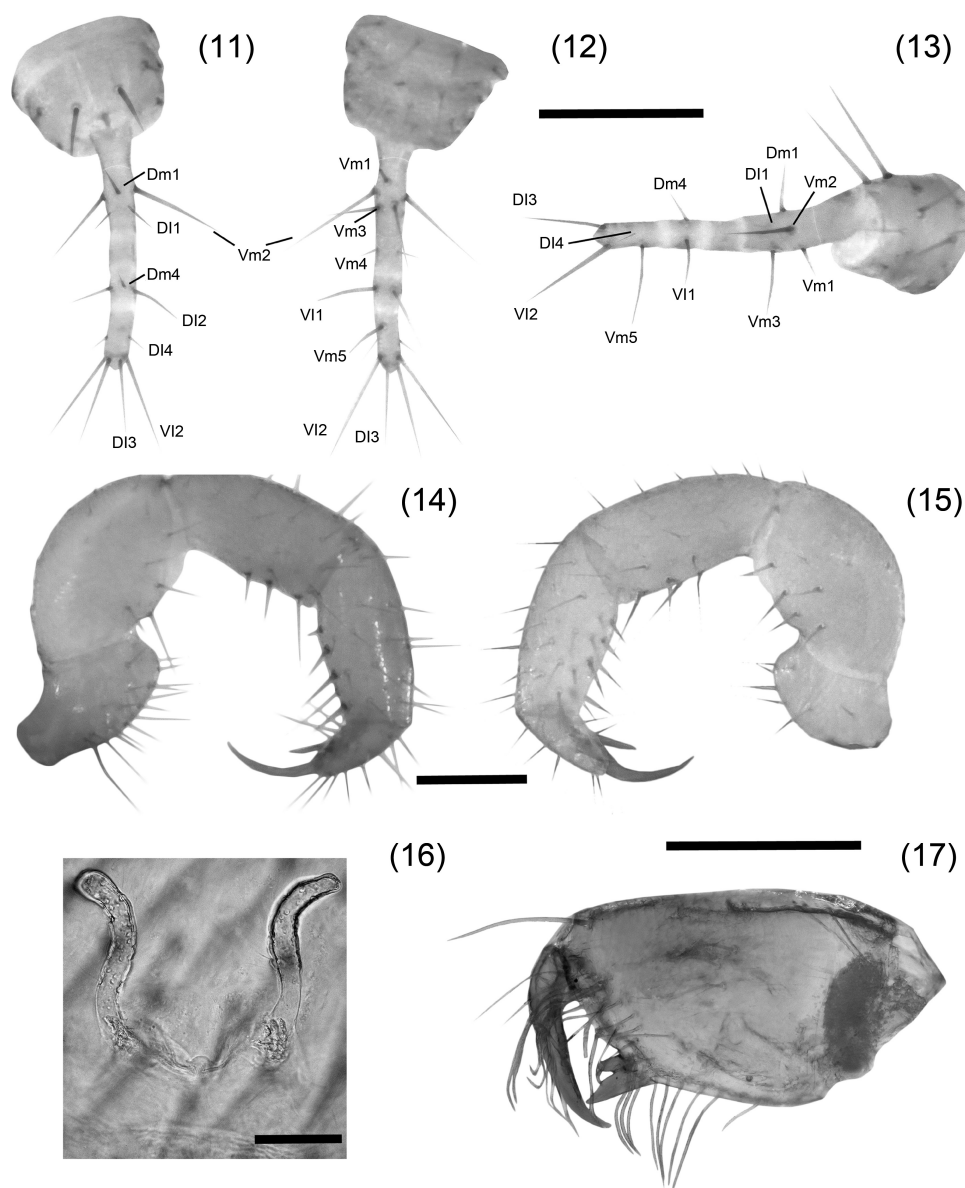 (11)
(12)
(13)
Dm1
Dl1
Vm2
Dm4
Dl2
Dl4
Dl3
Vl2
Vm1
Vm3
Vm4
Vl1
Vm5
Vl2
Dl3
Dm1
Dm4
Dl1
Vm2
Dl3
Dl4
Vl2
Vm5
Vl1
Vm3
Vm1
(14)
(15)
(16)
(17)